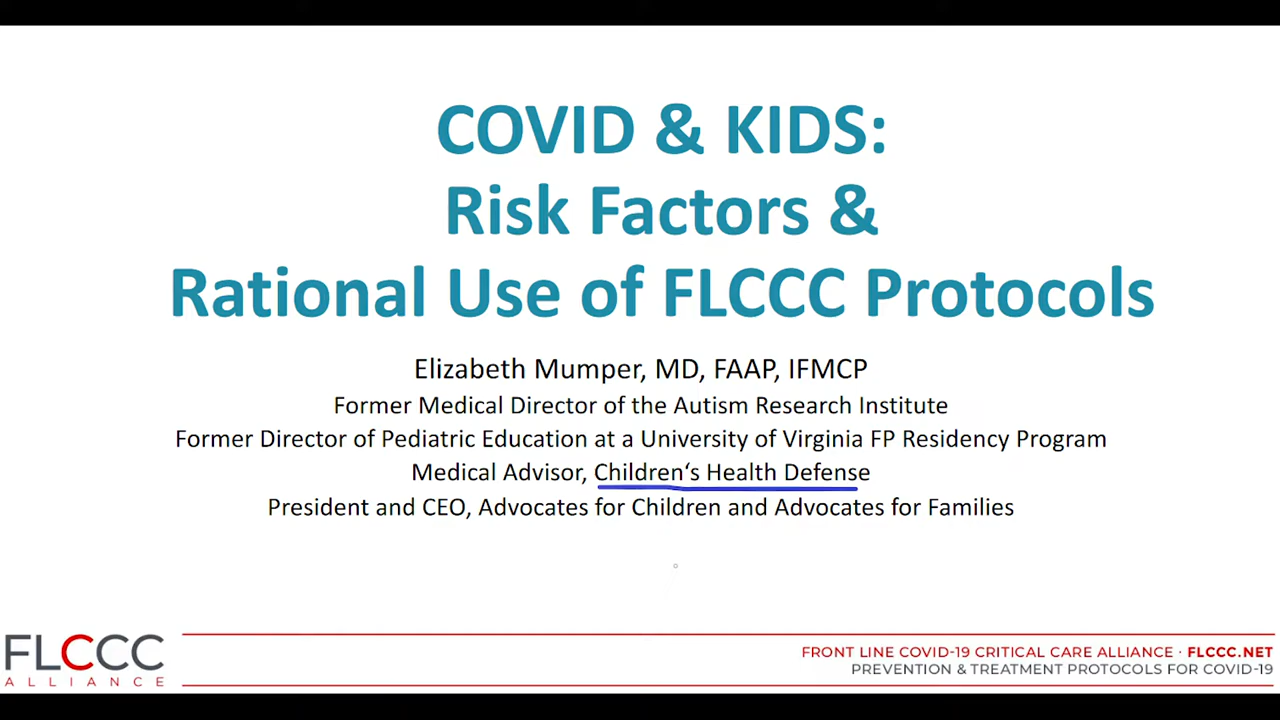 COVID & KIDS:
Risk Factors &
Rational Use of FLCCC Protocols
Elizabeth Mumper, MD, FAAP, IFMCP
Former Medical Director of the Autism Research Institute
Former Director of Pediatric Education at a University of Virginia FP Residency Program
Medical Advisor, Children‘s Health Defense
President and CEO, Advocates for Children and Advocates for Families
FLCCC
ALLIANCE
FRONT LINE COVID-19 CRITICAL CARE ALLIANCE · FLCCC.NET
PREVENTION & TREATMENT PROTOCOLS FOR COVID-19